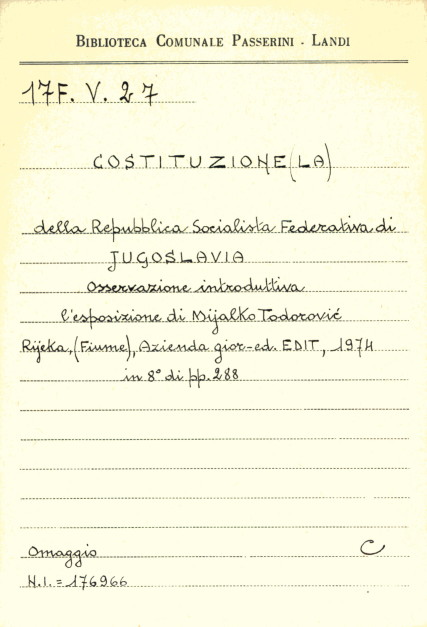 BIBLIOTECA COMUNALE PASSERINI - LANDI
17F. V. 27
COSTITUZIONE (LA)
della Repubblica Socialista Federativa di
JUGOSLAVIA
Osservazione introduttiva
l'esposizione di Mijalko Todorović
Rijeka, (Fiume), Azienda gior-ed. EDIT, 1974
in 8° di pp. 288
Omaggio C
N.I. = 176966